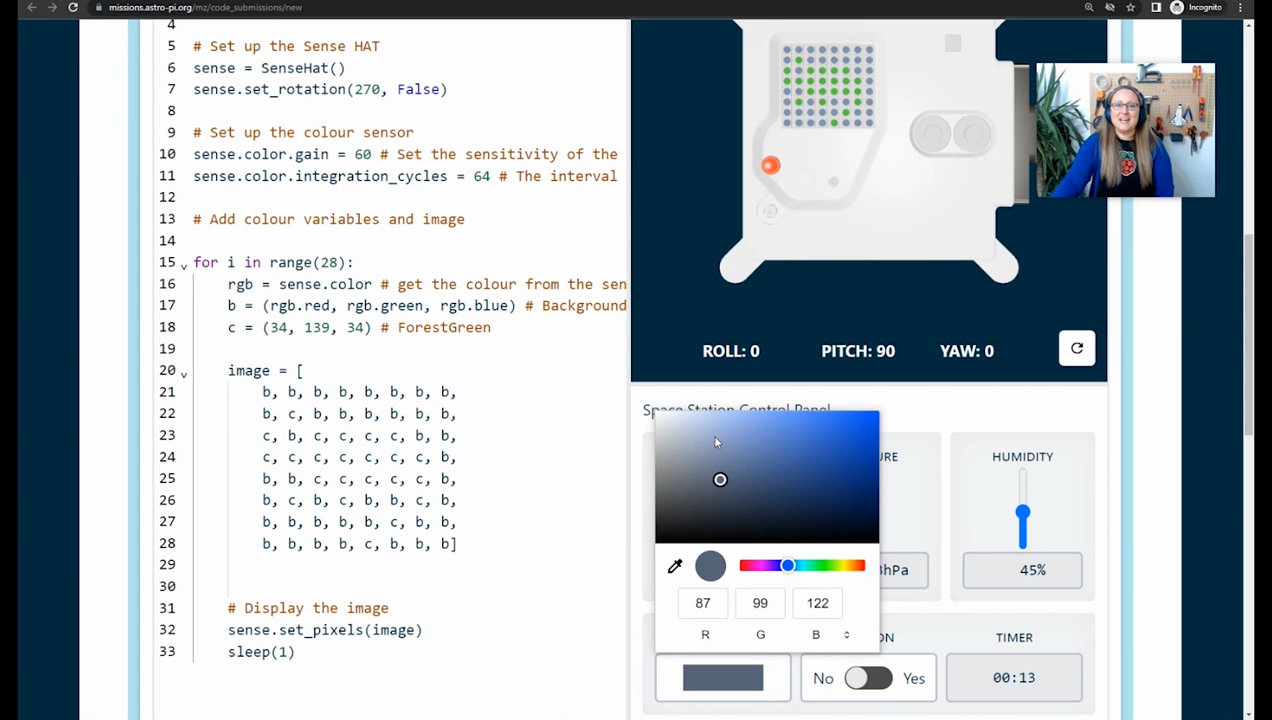 missions.astro-pi.org/mz/code_submissions/new
Incognito
4
5 # Set up the Sense HAT
6 sense = SenseHat()
7 sense.set_rotation(270, False)
8
9 # Set up the colour sensor
10 sense.color.gain = 60 # Set the sensitivity of the
11 sense.color.integration_cycles = 64 # The interval
12
13 # Add colour variables and image
14
15 for i in range(28):
16 rgb = sense.color # get the colour from the sen
17 b = (rgb.red, rgb.green, rgb.blue) # Background
18 c = (34, 139, 34) # ForestGreen
19
20 image = [
21 b, b, b, b, b, b, b, b,
22 b, c, b, b, b, b, b, b,
23 c, b, c, c, c, c, b, b,
24 c, c, c, c, c, c, c, b,
25 b, c, c, c, c, c, c, b,
26 b, c, b, c, b, b, c, b,
27 b, b, b, b, b, c, b, b,
28 b, b, b, b, c, b, b, b]
29
30
31 # Display the image
32 sense.set_pixels(image)
33 sleep(1)
ROLL: 0 PITCH: 90 YAW: 0
Space Station Control Panel
URE
HUMIDITY
hPa
45%
87 99 122
R G B
ON
TIMER
No Yes
00:13